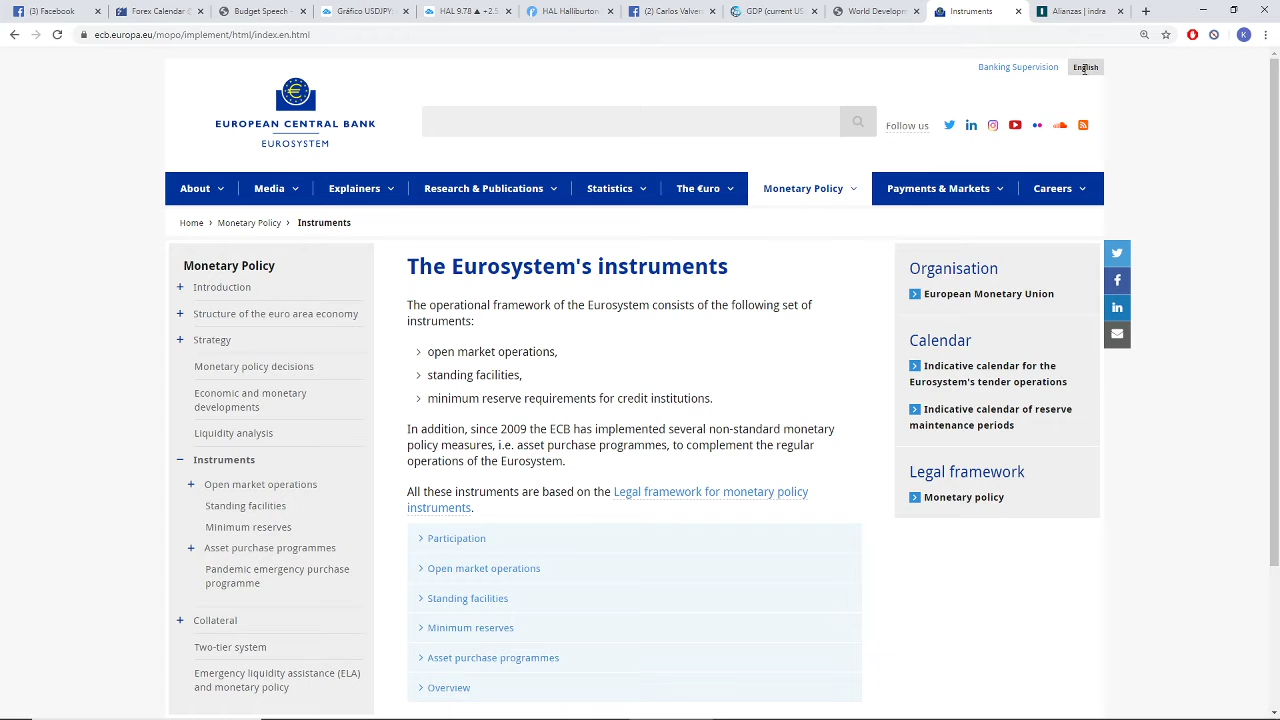 (3) Facebook
Forex Calendar @
Budget Speech -
Gráfico USDJPY:
HAL 9.78 ▲+2.5
HAL Halliburton
(2) Carlos Valver
GDP (current US
World Developm
Instruments
Alianzas | indra
ecb.europa.eu/mopo/implement/html/index.en.html
K
Banking Supervision
English
EUROPEAN CENTRAL BANK
EUROSYSTEM
Follow us
About
Media
Explainers
Research & Publications
Statistics
The €uro
Monetary Policy
Payments & Markets
Careers
Home › Monetary Policy › Instruments
Monetary Policy
Introduction
Structure of the euro area economy
Strategy
Monetary policy decisions
Economic and monetary
developments
Liquidity analysis
Instruments
Open market operations
Standing facilities
Minimum reserves
Asset purchase programmes
Pandemic emergency purchase
programme
Collateral
Two-tier system
Emergency liquidity assistance (ELA)
and monetary policy
The Eurosystem's instruments
The operational framework of the Eurosystem consists of the following set of
instruments:
open market operations,
standing facilities,
minimum reserve requirements for credit institutions.
In addition, since 2009 the ECB has implemented several non-standard monetary
policy measures, i.e. asset purchase programmes, to complement the regular
operations of the Eurosystem.
All these instruments are based on the Legal framework for monetary policy
instruments.
Participation
Open market operations
Standing facilities
Minimum reserves
Asset purchase programmes
Overview
Organisation
European Monetary Union
Calendar
Indicative calendar for the
Eurosystem's tender operations
Indicative calendar of reserve
maintenance periods
Legal framework
Monetary policy